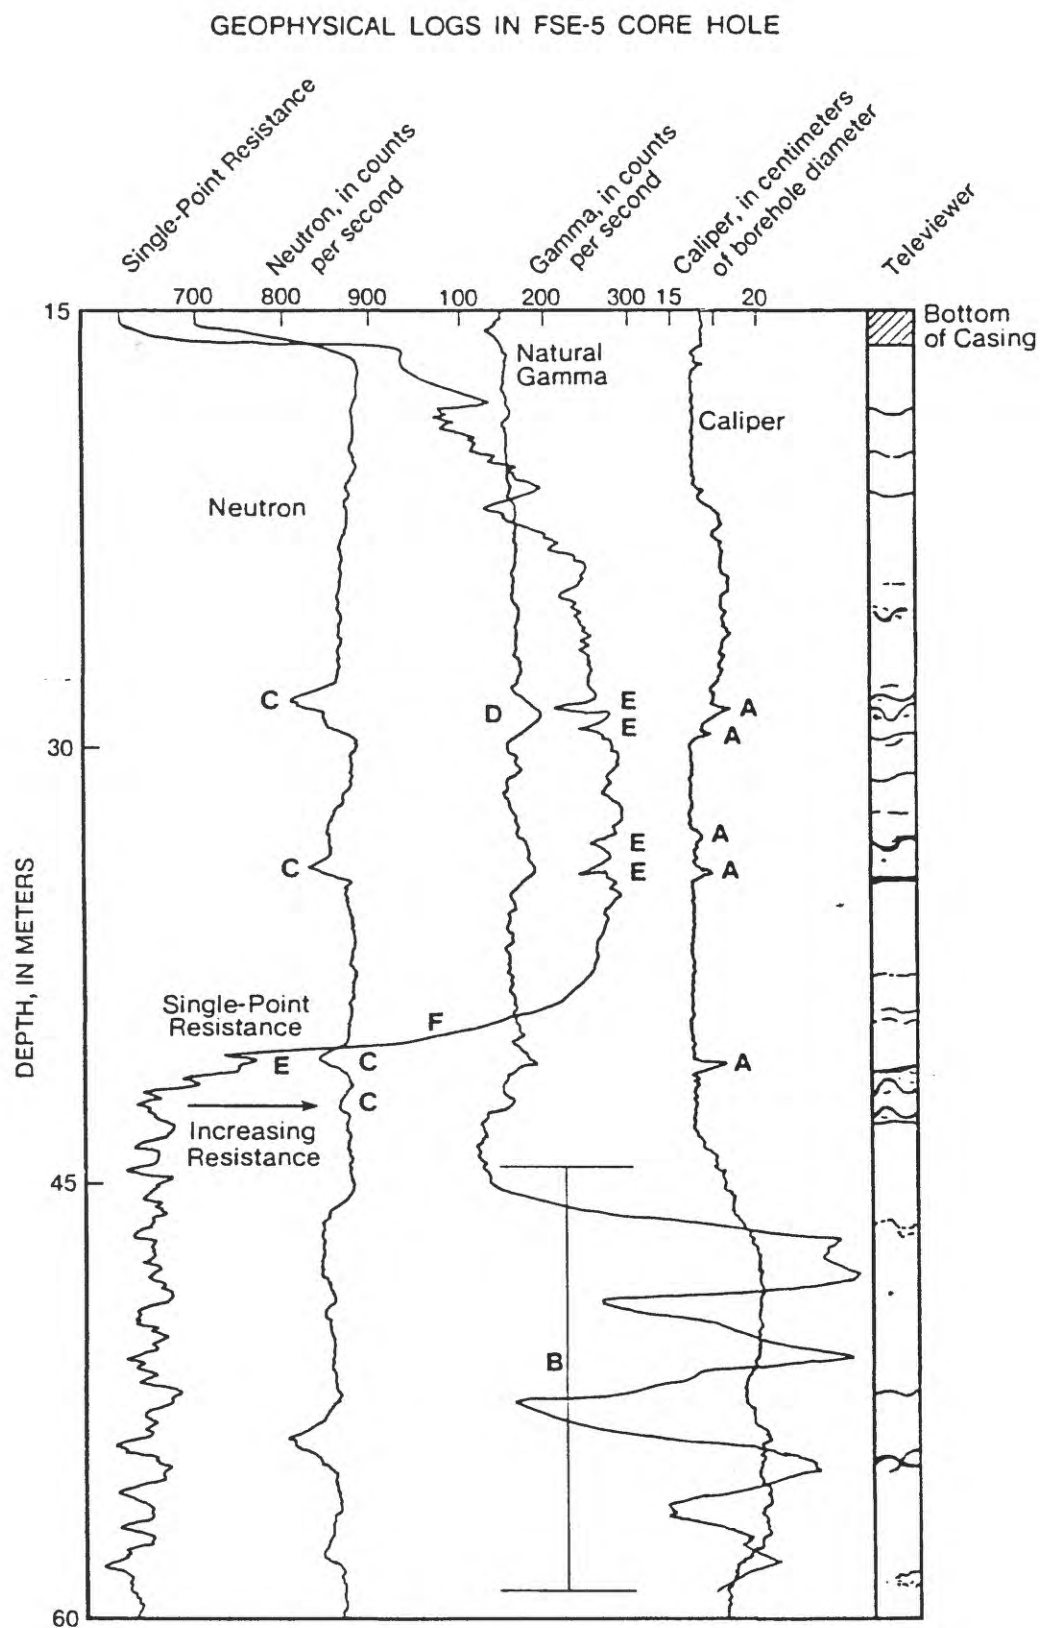 GEOPHYSICAL LOGS IN FSE-5 CORE HOLE
Single-Point Resistance
Neutron, in counts
per second
Gamma, in counts
per second
Caliper, in centimeters
of borehole diameter
Televiewer
700 800 900 100 200 300 15 20
15
Bottom
of Casing
Natural
Gamma
Caliper
Neutron
C
D
E
A
E
A
30
A
E
C
E
A
DEPTH, IN METERS
Single-Point
Resistance
F
E
C
A
C
Increasing
Resistance
45
B
60